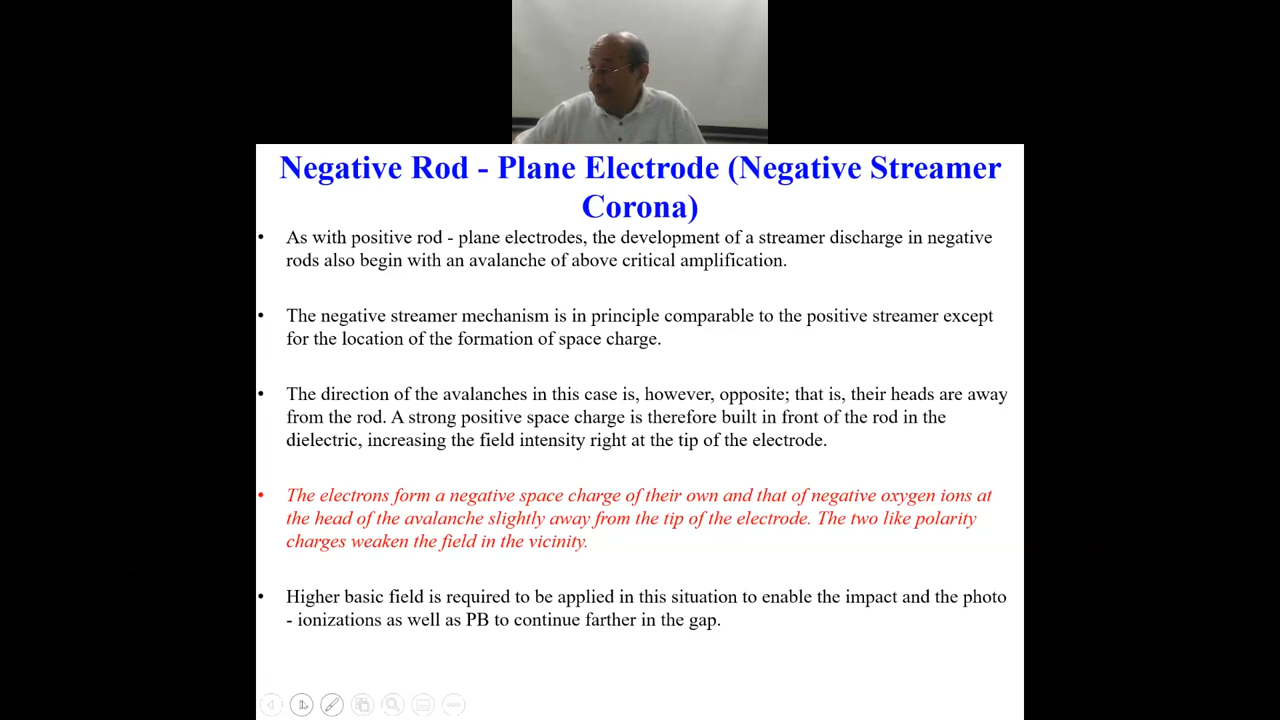 Negative Rod - Plane Electrode (Negative Streamer
Corona)
• As with positive rod - plane electrodes, the development of a streamer discharge in negative
rods also begin with an avalanche of above critical amplification.
• The negative streamer mechanism is in principle comparable to the positive streamer except
for the location of the formation of space charge.
• The direction of the avalanches in this case is, however, opposite; that is, their heads are away
from the rod. A strong positive space charge is therefore built in front of the rod in the
dielectric, increasing the field intensity right at the tip of the electrode.
• The electrons form a negative space charge of their own and that of negative oxygen ions at
the head of the avalanche slightly away from the tip of the electrode. The two like polarity
charges weaken the field in the vicinity.
• Higher basic field is required to be applied in this situation to enable the impact and the photo
- ionizations as well as PB to continue farther in the gap.